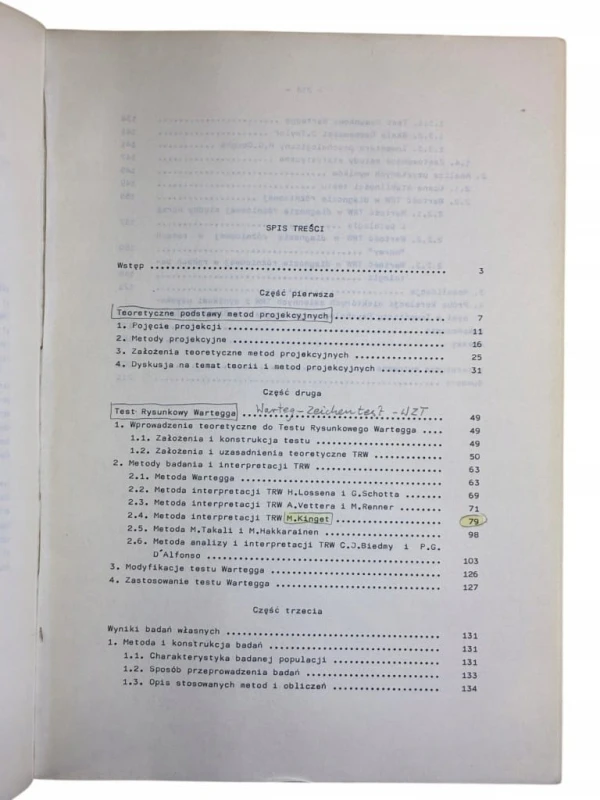 SPIS TREŚCI
Wstęp ........ 3
Część pierwsza
Teoretyczne podstawy metod projekcyjnych ........ 7
1. Pojęcie projekcji ........ 11
2. Metody projekcyjne ........ 16
3. Założenia teoretyczne metod projekcyjnych ........ 25
4. Dyskusja na temat teorii i metod projekcyjnych ........ 31
Część druga
Test Rysunkowy Wartegga ........ 49
Warteg-Zeichentest-WZT
1. Wprowadzenie teoretyczne do Testu Rysunkowego Wartegga .... 49
1.1. Założenia i konstrukcja testu ........ 49
1.2. Założenia i uzasadnienia teoretyczne TRW ........ 50
2. Metody badania i interpretacji TRW ........ 63
2.1. Metoda Wartegga ........ 63
2.2. Metoda interpretacji TRW H.Lossena i G.Schotta ........ 69
2.3. Metoda interpretacji TRW A.Vettera i M.Renner ........ 71
2.4. Metoda interpretacji TRW M.Kinget ........ 79
2.5. Metoda M.Takali i M.Hakkarainen ........ 98
2.6. Metoda analizy i interpretacji TRW C.J.Biedmy i P.G.
D'Alfonso ........ 103
3. Modyfikacje testu Wartegga ........ 126
4. Zastosowanie testu Wartegga ........ 127
Część trzecia
Wyniki badań własnych ........ 131
1. Metoda i konstrukcja badań ........ 131
1.1. Charakterystyka badanej populacji ........ 131
1.2. Sposób przeprowadzenia badań ........ 133
1.3. Opis stosowanych metod i obliczeń ........ 134